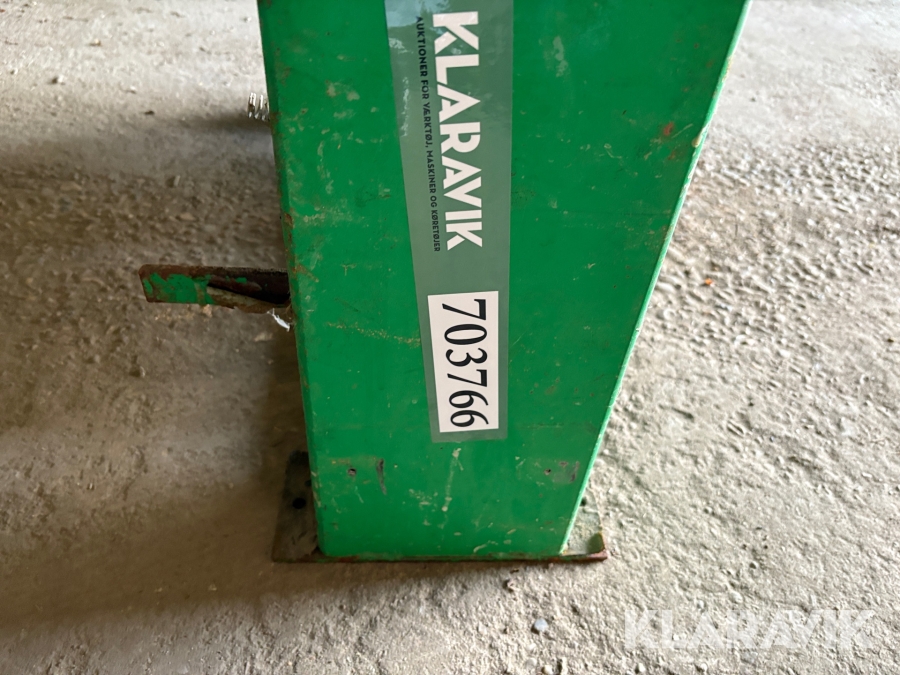 KLARAVIK
AUKTIONER FOR VÆRKTØJ, MASKINER OG KØRETØJER
703766
KLARAVIK